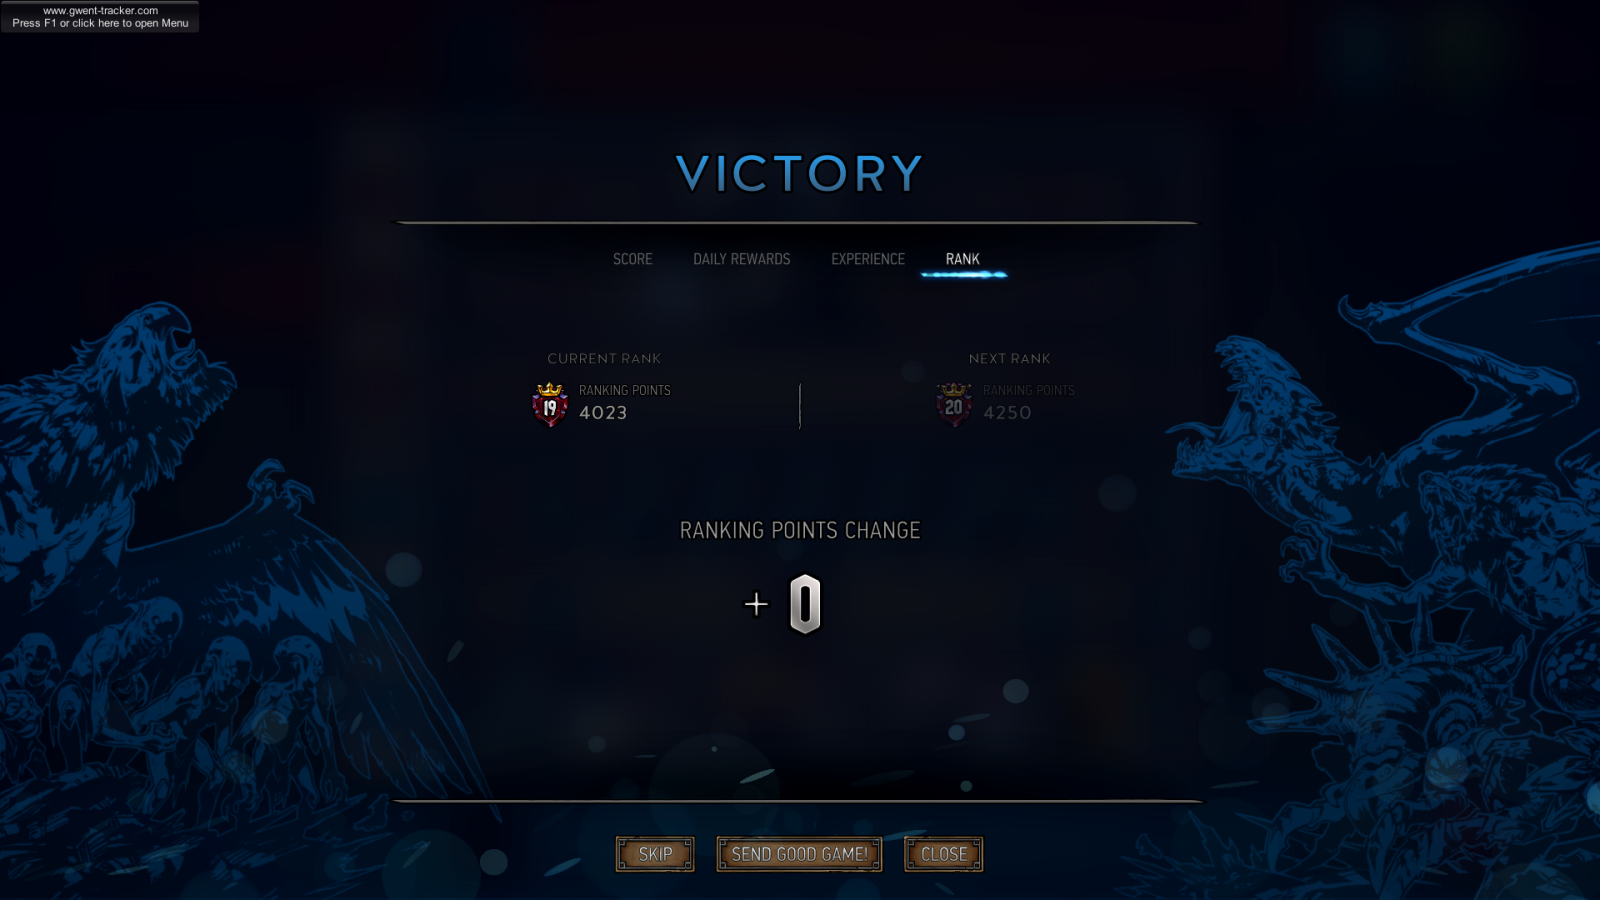 www.gwent-tracker.com
Press F1 or click here to open Menu
VICTORY
SCORE DAILY REWARDS EXPERIENCE RANK
CURRENT RANK NEXT RANK
19 RANKING POINTS 20 RANKING POINTS
4023 4250
RANKING POINTS CHANGE
+ 0
SKIP SEND GOOD GAME! CLOSE